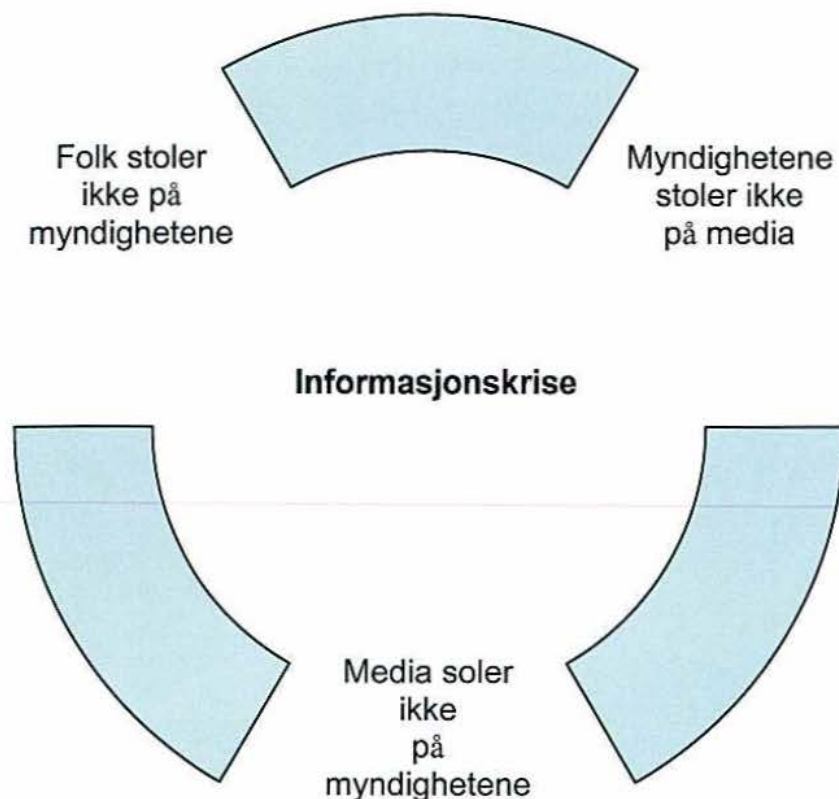 Folk stoler
ikke på
myndighetene
Myndighetene
stoler ikke
på media
Informasjonskrise
Media soler
ikke
på
myndighetene